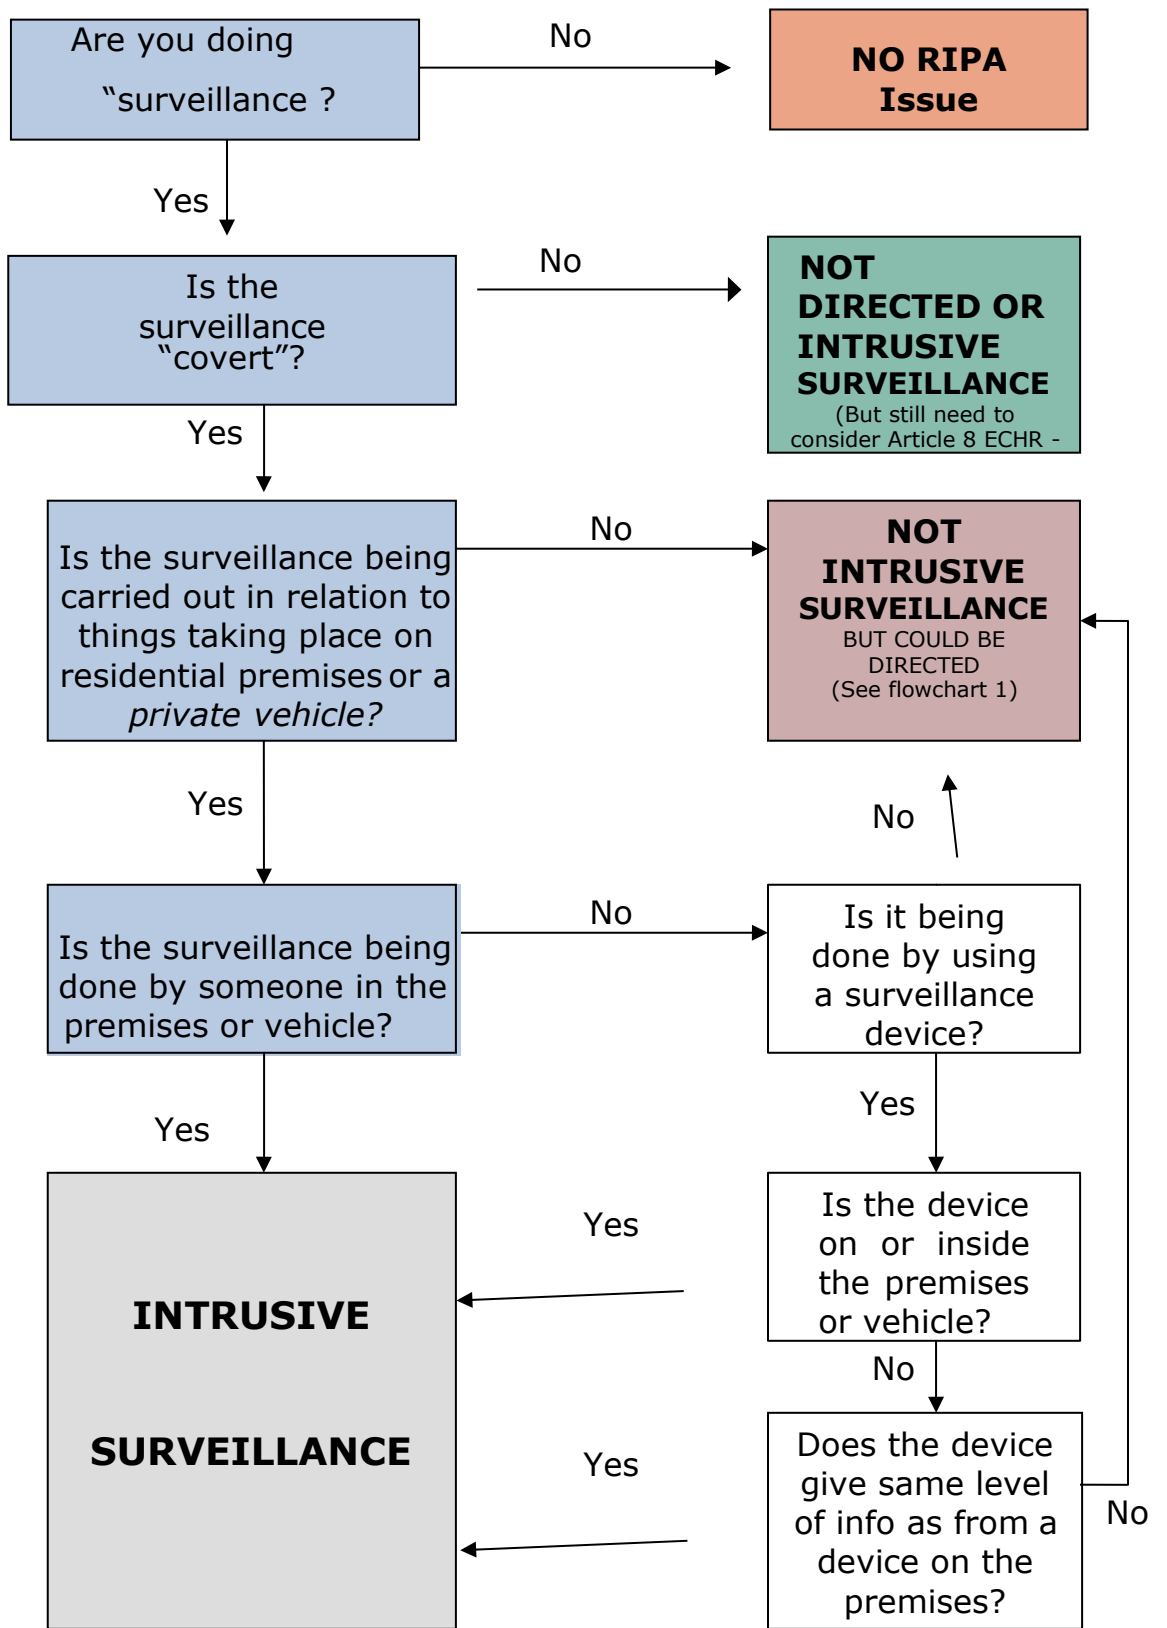 Are you doing
“surveillance ?
No
NO RIPA
Issue
Yes
Is the
surveillance
“covert”?
No
NOT
DIRECTED OR
INTRUSIVE
SURVEILLANCE
(But still need to
consider Article 8 ECHR -
Yes
Is the surveillance being
carried out in relation to
things taking place on
residential premises or a
private vehicle?
No
NOT
INTRUSIVE
SURVEILLANCE
BUT COULD BE
DIRECTED
(See flowchart 1)
Yes
No
Is the surveillance being
done by someone in the
premises or vehicle?
No
Is it being
done by using
a surveillance
device?
Yes
Yes
INTRUSIVE
SURVEILLANCE
Yes
Is the device
on or inside
the premises
or vehicle?
No
Yes
Does the device
give same level
of info as from a
device on the
premises?
No